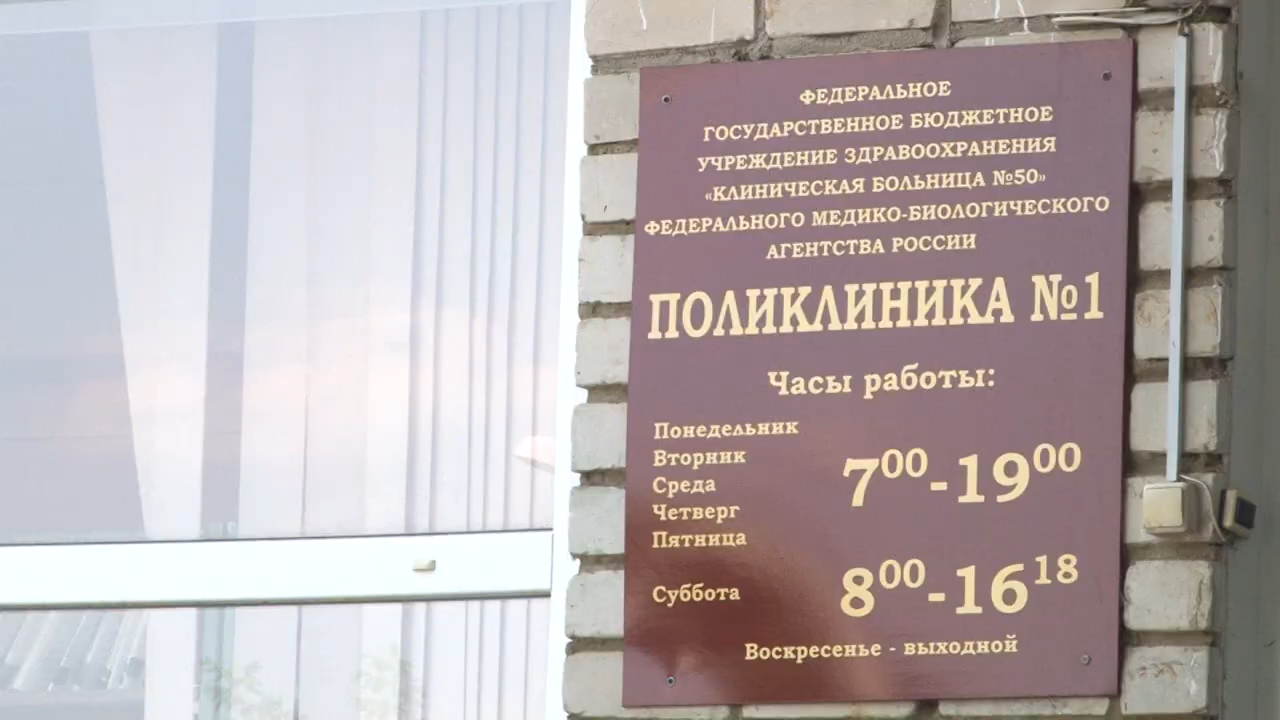 ФЕДЕРАЛЬНОЕ
ГОСУДАРСТВЕННОЕ БЮДЖЕТНОЕ
УЧРЕЖДЕНИЕ ЗДРАВООХРАНЕНИЯ
«КЛИНИЧЕСКАЯ БОЛЬНИЦА №50»
ФЕДЕРАЛЬНОГО МЕДИКО-БИОЛОГИЧЕСКОГО
АГЕНТСТВА РОССИИ
ПОЛИКЛИНИКА №1
Часы работы:
Понедельник
Вторник
Среда
Четверг
Пятница
7⁰⁰-19⁰⁰
Суббота 8⁰⁰-16¹⁸
Воскресенье - выходной